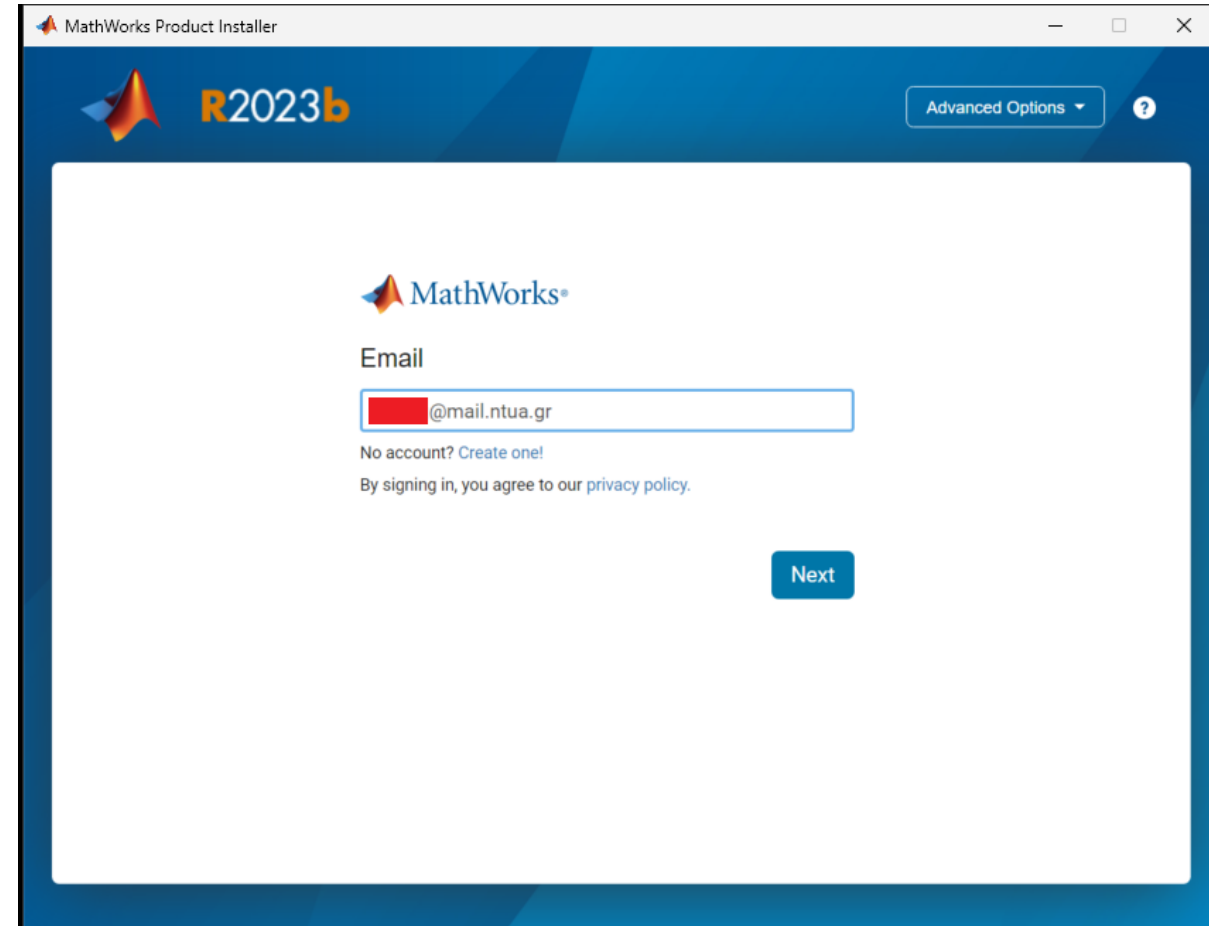 MathWorks Product Installer
R2023b
Advanced Options
?
MathWorks®
Email
@mail.ntua.gr
No account? Create one!
By signing in, you agree to our privacy policy.
Next